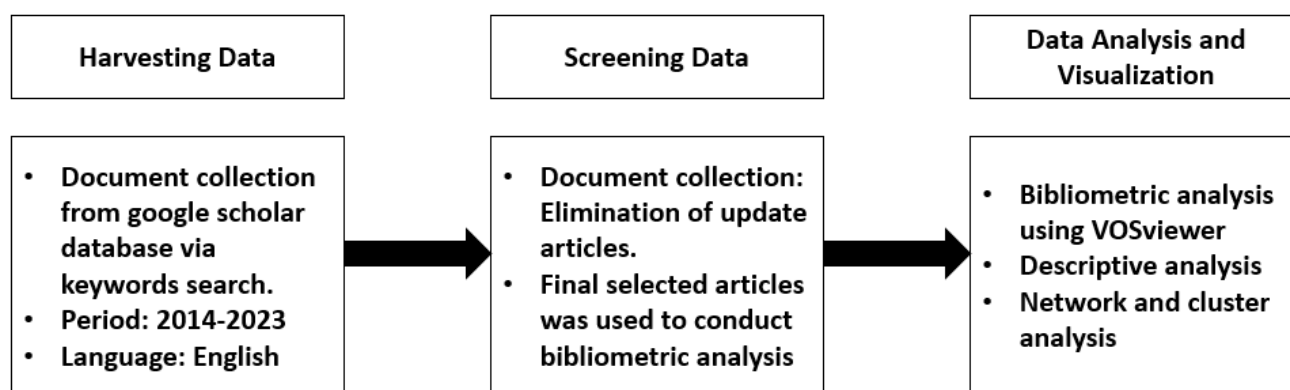 Harvesting Data
Screening Data
Data Analysis and
Visualization
• Document collection
from google scholar
database via
keywords search.
• Period: 2014-2023
• Language: English
• Document collection:
Elimination of update
articles.
• Final selected articles
was used to conduct
bibliometric analysis
• Bibliometric analysis
using VOSviewer
• Descriptive analysis
• Network and cluster
analysis